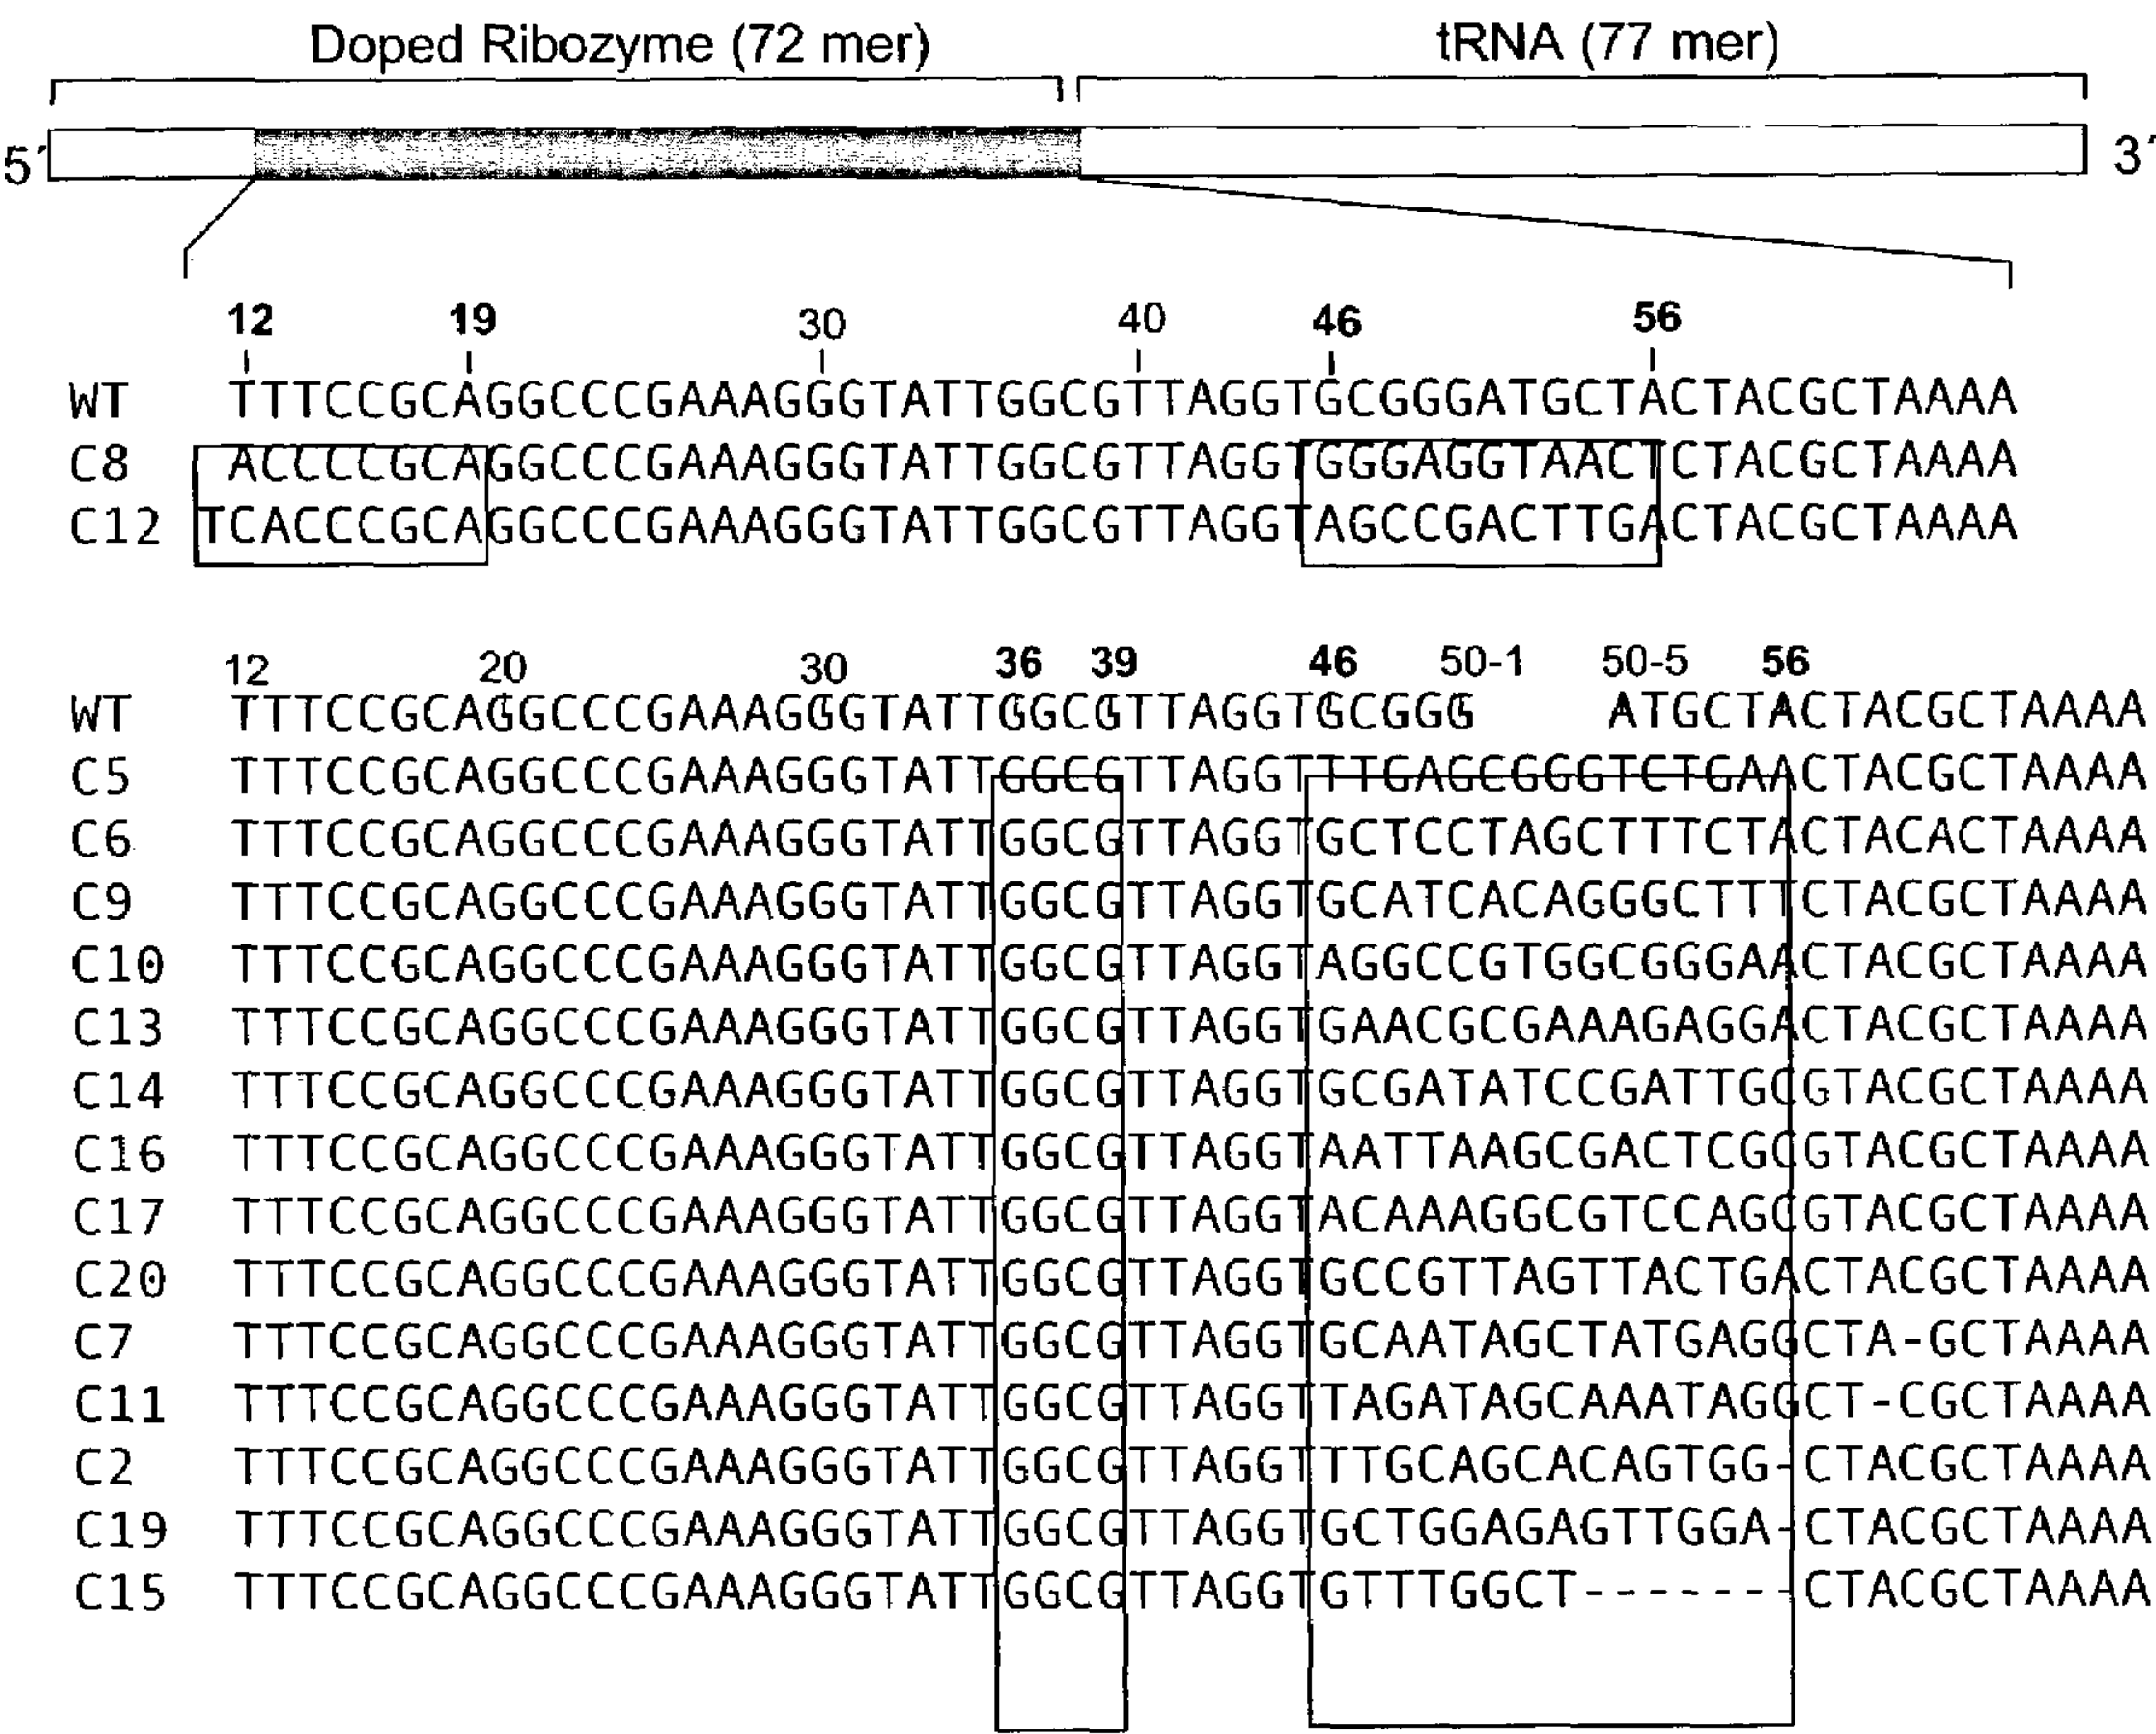 Doped Ribozyme (72 mer) tRNA (77 mer)
5´ 3´
12 19 30 40 46 56
WT TTTCCGCAGGCCCGAAAGGGTATTGGCGTTAGGTGCGGGATGCTACTACGCTAAAA
C8 ACCCCGCAGGCCCGAAAGGGTATTGGCGTTAGGTGGGAGGTAACTCTACGCTAAAA
C12 TCACCCGCAGGCCCGAAAGGGTATTGGCGTTAGGTAGCCGACTTGACTACGCTAAAA
12 20 30 36 39 46 50-1 50-5 56
WT TTTCCGCAGGCCCGAAAGGGTATTGGCGTTAGGTGCGGG ATGCTACTACGCTAAAA
C5 TTTCCGCAGGCCCGAAAGGGTATTGGCGTTAGGTTTGAGCGGGTCTGAACTACGCTAAAA
C6 TTTCCGCAGGCCCGAAAGGGTATTGGCGTTAGGTGCTCCTAGCTTTCTACTACACTAAAA
C9 TTTCCGCAGGCCCGAAAGGGTATTGGCGTTAGGTGCATCACAGGGCTTTCTACGCTAAAA
C10 TTTCCGCAGGCCCGAAAGGGTATTGGCGTTAGGTAGGCCGTGGCGGGAACTACGCTAAAA
C13 TTTCCGCAGGCCCGAAAGGGTATTGGCGTTAGGTGAACGCGAAAGAGGACTACGCTAAAA
C14 TTTCCGCAGGCCCGAAAGGGTATTGGCGTTAGGTGCGATATCCGATTGCGTACGCTAAAA
C16 TTTCCGCAGGCCCGAAAGGGTATTGGCGTTAGGTAATTAAGCGACTCGCGTACGCTAAAA
C17 TTTCCGCAGGCCCGAAAGGGTATTGGCGTTAGGTACAAAGGCGTCCAGCGTACGCTAAAA
C20 TTTCCGCAGGCCCGAAAGGGTATTGGCGTTAGGTGCCGTTAGTTACTGACTACGCTAAAA
C7 TTTCCGCAGGCCCGAAAGGGTATTGGCGTTAGGTGCAATAGCTATGAGGCTA-GCTAAAA
C11 TTTCCGCAGGCCCGAAAGGGTATTGGCGTTAGGTTAGATAGCAAATAGGCT-CGCTAAAA
C2 TTTCCGCAGGCCCGAAAGGGTATTGGCGTTAGGTTTGCAGCACAGTGG-CTACGCTAAAA
C19 TTTCCGCAGGCCCGAAAGGGTATTGGCGTTAGGTGCTGGAGAGTTGGA-CTACGCTAAAA
C15 TTTCCGCAGGCCCGAAAGGGTATTGGCGTTAGGTGTTTGGCT-------CTACGCTAAAA